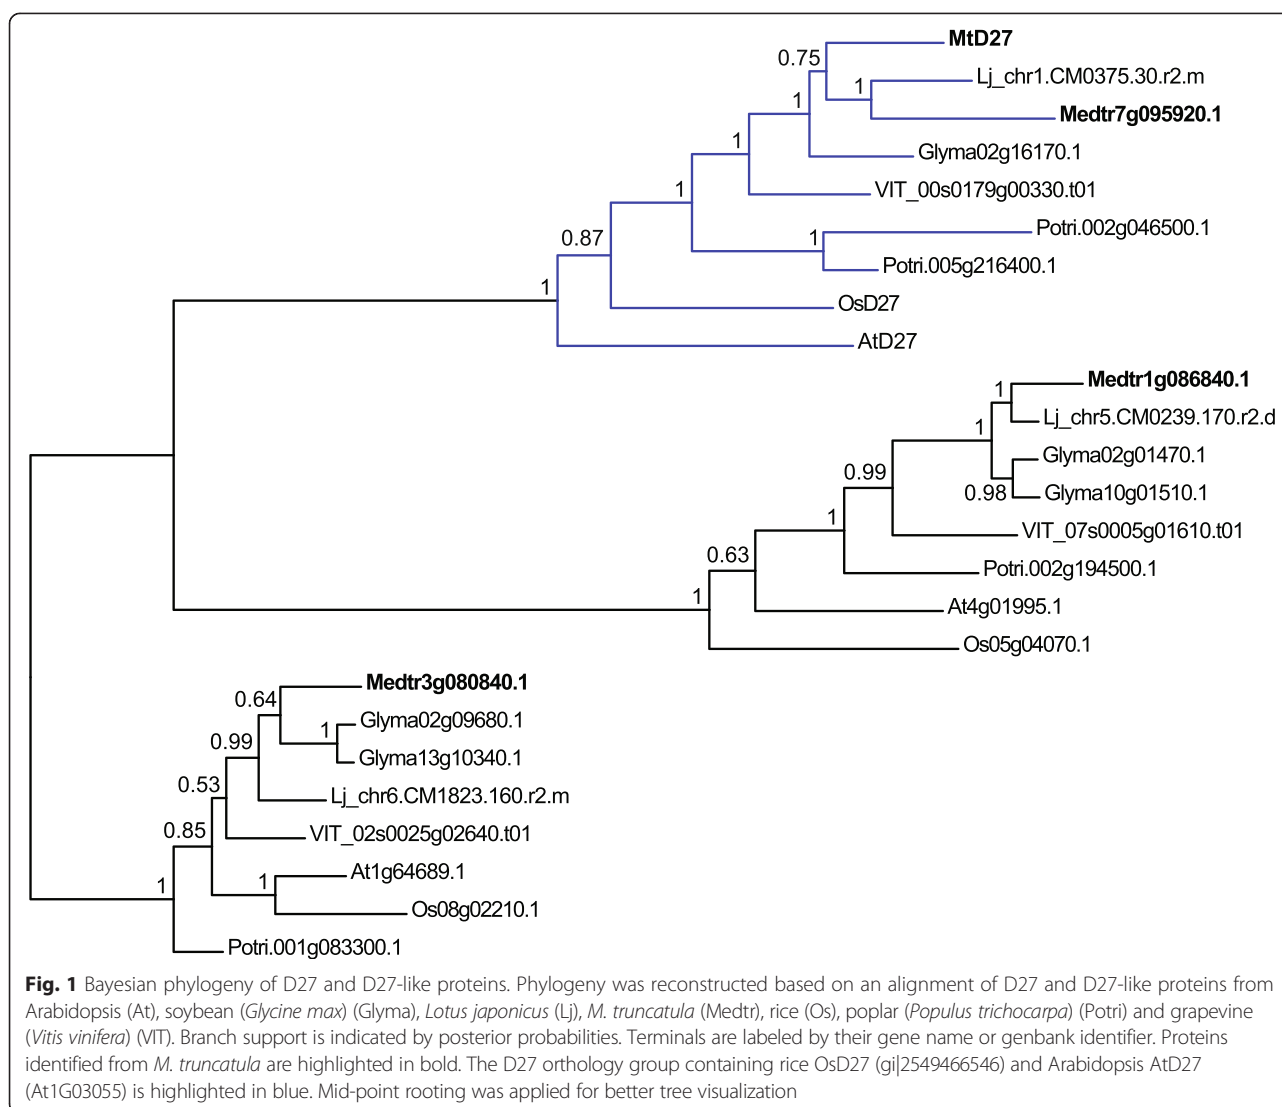 MtD27
0.75
Lj_chr1.CM0375.30.r2.m
1
1
Medtr7g095920.1
1
Glyma02g16170.1
1
VIT_00s0179g00330.t01
0.87
1
Potri.002g046500.1
Potri.005g216400.1
1
OsD27
AtD27
Medtr1g086840.1
1
Lj_chr5.CM0239.170.r2.d
1
Glyma02g01470.1
0.99
0.98
Glyma10g01510.1
1
VIT_07s0005g01610.t01
0.63
Potri.002g194500.1
1
At4g01995.1
Os05g04070.1
Medtr3g080840.1
0.64
Glyma02g09680.1
1
0.99
Glyma13g10340.1
0.53
Lj_chr6.CM1823.160.r2.m
0.85
VIT_02s0025g02640.t01
At1g64689.1
1
1
Os08g02210.1
Potri.001g083300.1
Fig. 1 Bayesian phylogeny of D27 and D27-like proteins. Phylogeny was reconstructed based on an alignment of D27 and D27-like proteins from
Arabidopsis (At), soybean (Glycine max) (Glyma), Lotus japonicus (Lj), M. truncatula (Medtr), rice (Os), poplar (Populus trichocarpa) (Potri) and grapevine
(Vitis vinifera) (VIT). Branch support is indicated by posterior probabilities. Terminals are labeled by their gene name or genbank identifier. Proteins
identified from M. truncatula are highlighted in bold. The D27 orthology group containing rice OsD27 (gi|2549466546) and Arabidopsis AtD27
(At1G03055) is highlighted in blue. Mid-point rooting was applied for better tree visualization